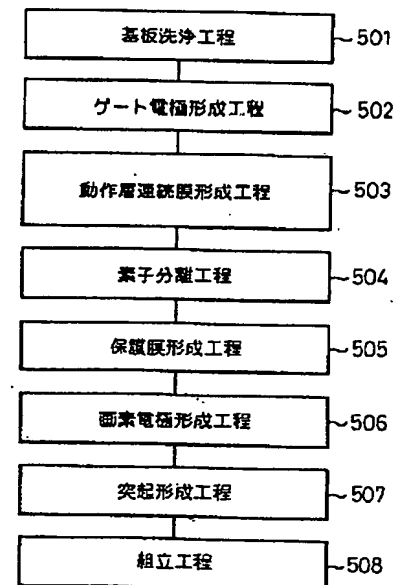 基板洗浄工程 ~501
ゲート電極形成工程 ~502
動作層連続膜形成工程 ~503
素子分離工程 ~504
保護膜形成工程 ~505
画素電極形成工程 ~506
突起形成工程 ~507
組立工程 ~508